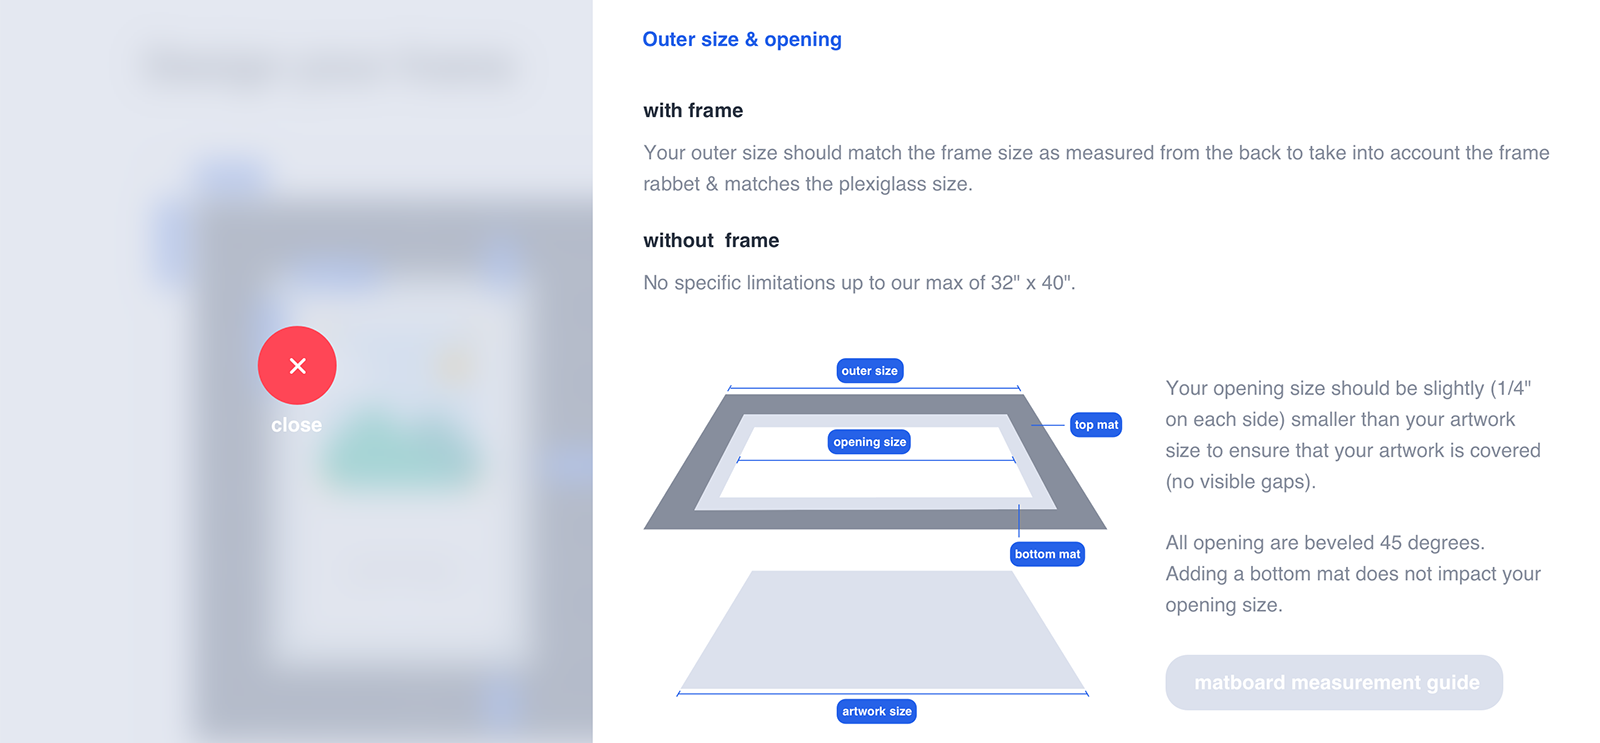 Outer size & opening
with frame
Your outer size should match the frame size as measured from the back to take into account the frame
rabbet & matches the plexiglass size.
without  frame
No specific limitations up to our max of 32" x 40".
close
outer size
opening size
top mat
bottom mat
artwork size
Your opening size should be slightly (1/4"
on each side) smaller than your artwork
size to ensure that your artwork is covered
(no visible gaps).
All opening are beveled 45 degrees.
Adding a bottom mat does not impact your
opening size.
matboard measurement guide